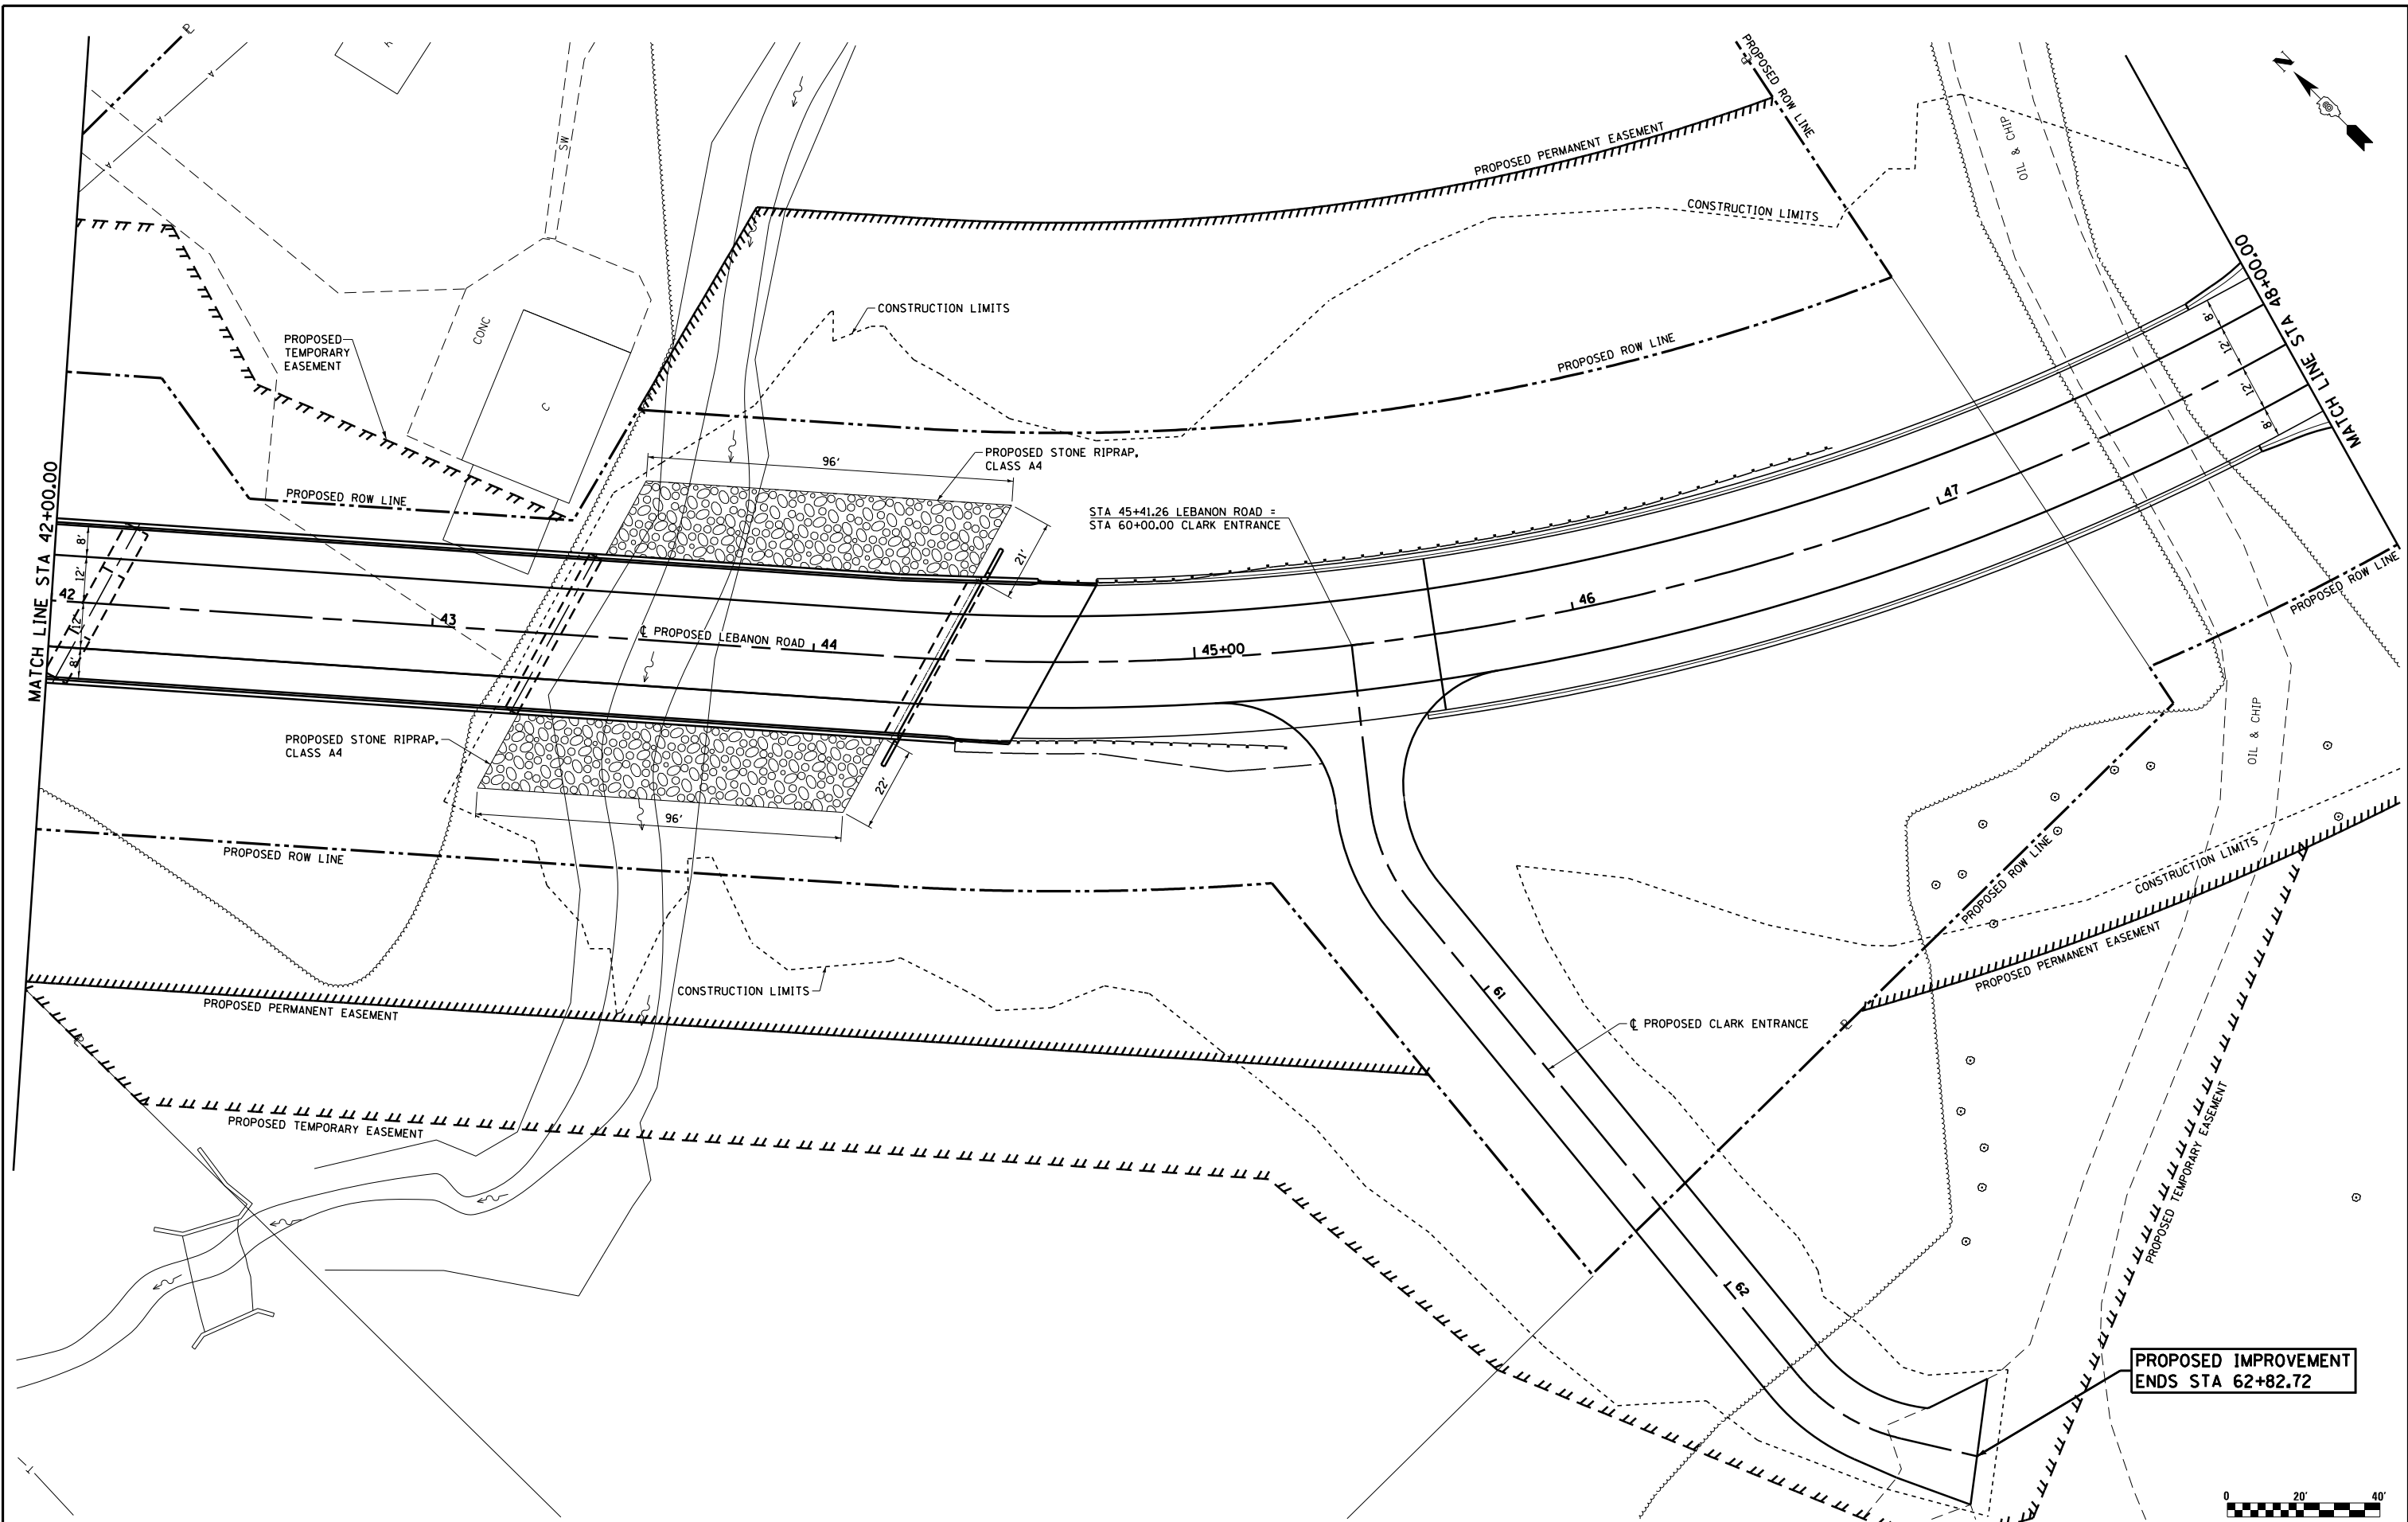 PROPOSED ROW LINE
N
OIL & CHIP
PROPOSED PERMANENT EASEMENT
CONSTRUCTION LIMITS
SW
MATCH LINE STA 48+00.00
8'
12'
12'
8'
CONSTRUCTION LIMITS
CONC
PROPOSED
TEMPORARY
EASEMENT
C
PROPOSED ROW LINE
PROPOSED STONE RIPRAP,
CLASS A4
96'
21'
PROPOSED ROW LINE
MATCH LINE STA 42+00.00
8'
12'
12'
8'
STA 45+41.26 LEBANON ROAD =
STA 60+00.00 CLARK ENTRANCE
42
43
℄ PROPOSED LEBANON ROAD
44
45+00
46
47
PROPOSED ROW LINE
PROPOSED STONE RIPRAP,
CLASS A4
22'
96'
OIL & CHIP
PROPOSED ROW LINE
PROPOSED ROW LINE
CONSTRUCTION LIMITS
PROPOSED PERMANENT EASEMENT
CONSTRUCTION LIMITS
PROPOSED PERMANENT EASEMENT
61
℄ PROPOSED CLARK ENTRANCE
PROPOSED TEMPORARY EASEMENT
PROPOSED TEMPORARY EASEMENT
62
PROPOSED IMPROVEMENT
ENDS STA 62+82.72
0 20' 40'